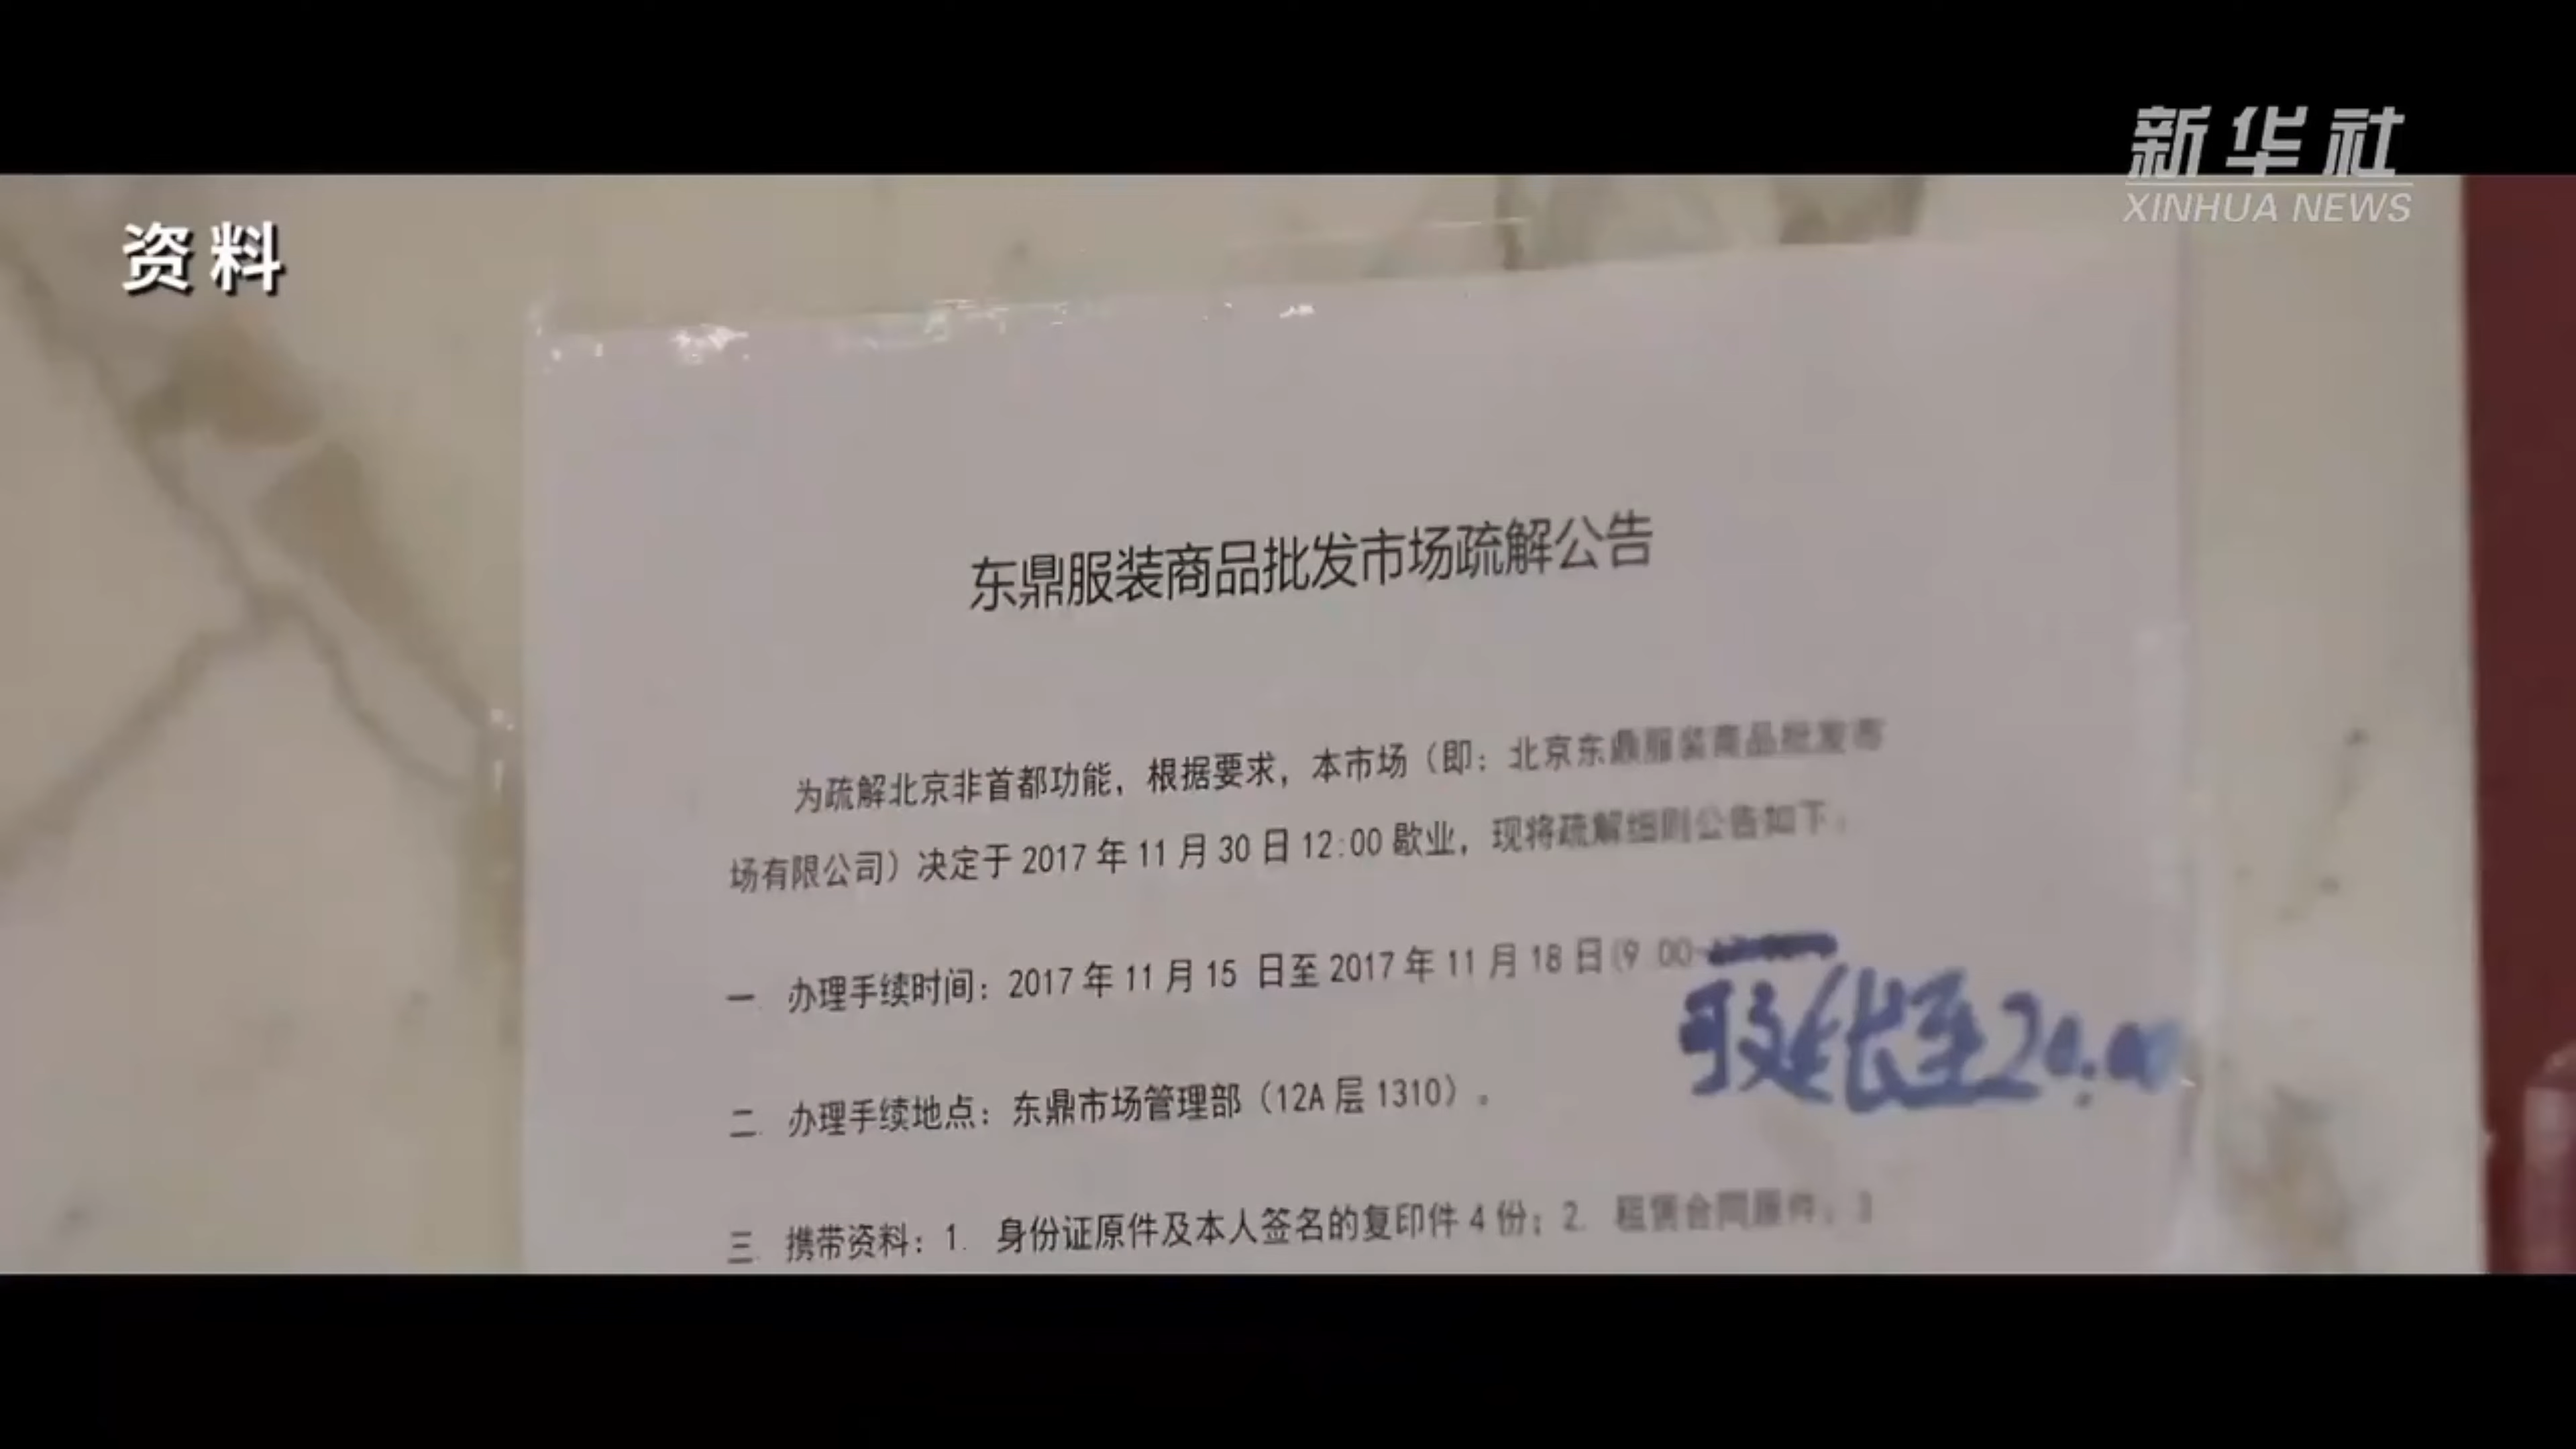 新华社
XINHUA NEWS
资料
东鼎服装商品批发市场疏解公告
为疏解北京非首都功能，根据要求，本市场（即：北京东鼎服装商品批发市
场有限公司）决定于 2017 年 11 月 30 日 12:00 歇业，现将疏解细则公告如下：
一. 办理手续时间：2017 年 11 月 15 日至 2017 年 11 月 18 日(9:00-
延长至20:00
二. 办理手续地点：东鼎市场管理部（12A 层 1310）。
三. 携带资料：1. 身份证原件及本人签名的复印件 4 份；2. 租赁合同原件；3